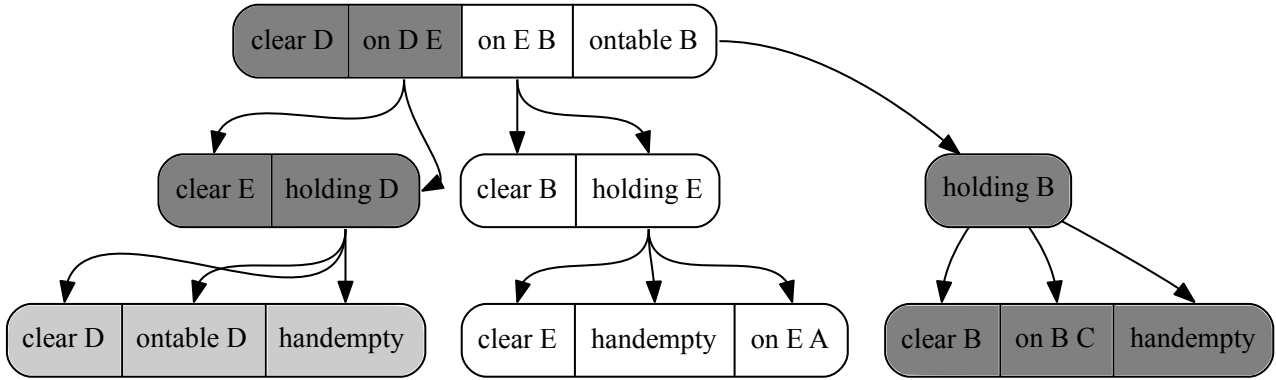 clear D on D E on E B ontable B
clear E holding D clear B holding E holding B
clear D ontable D handempty clear E handempty on E A clear B on B C handempty